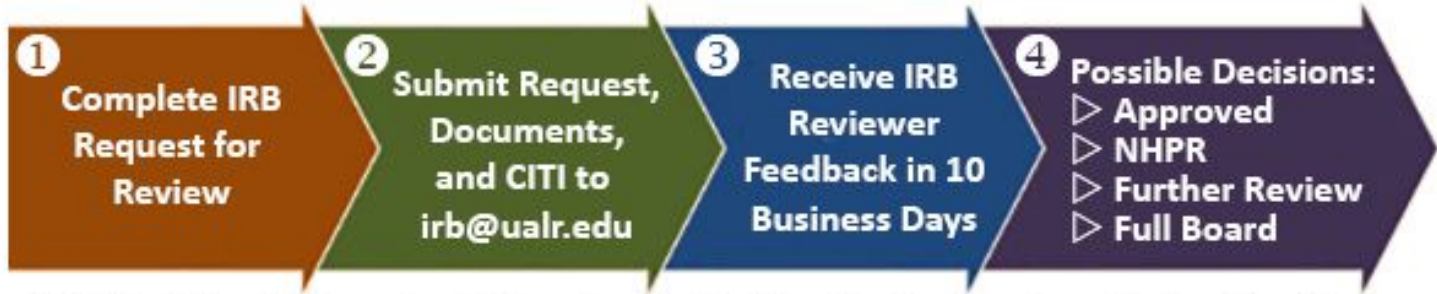 1
Complete IRB
Request for
Review
2
Submit Request,
Documents,
and CITI to
irb@ualr.edu
3
Receive IRB
Reviewer
Feedback in 10
Business Days
4
Possible Decisions:
▷ Approved
▷ NHPR
▷ Further Review
▷ Full Board